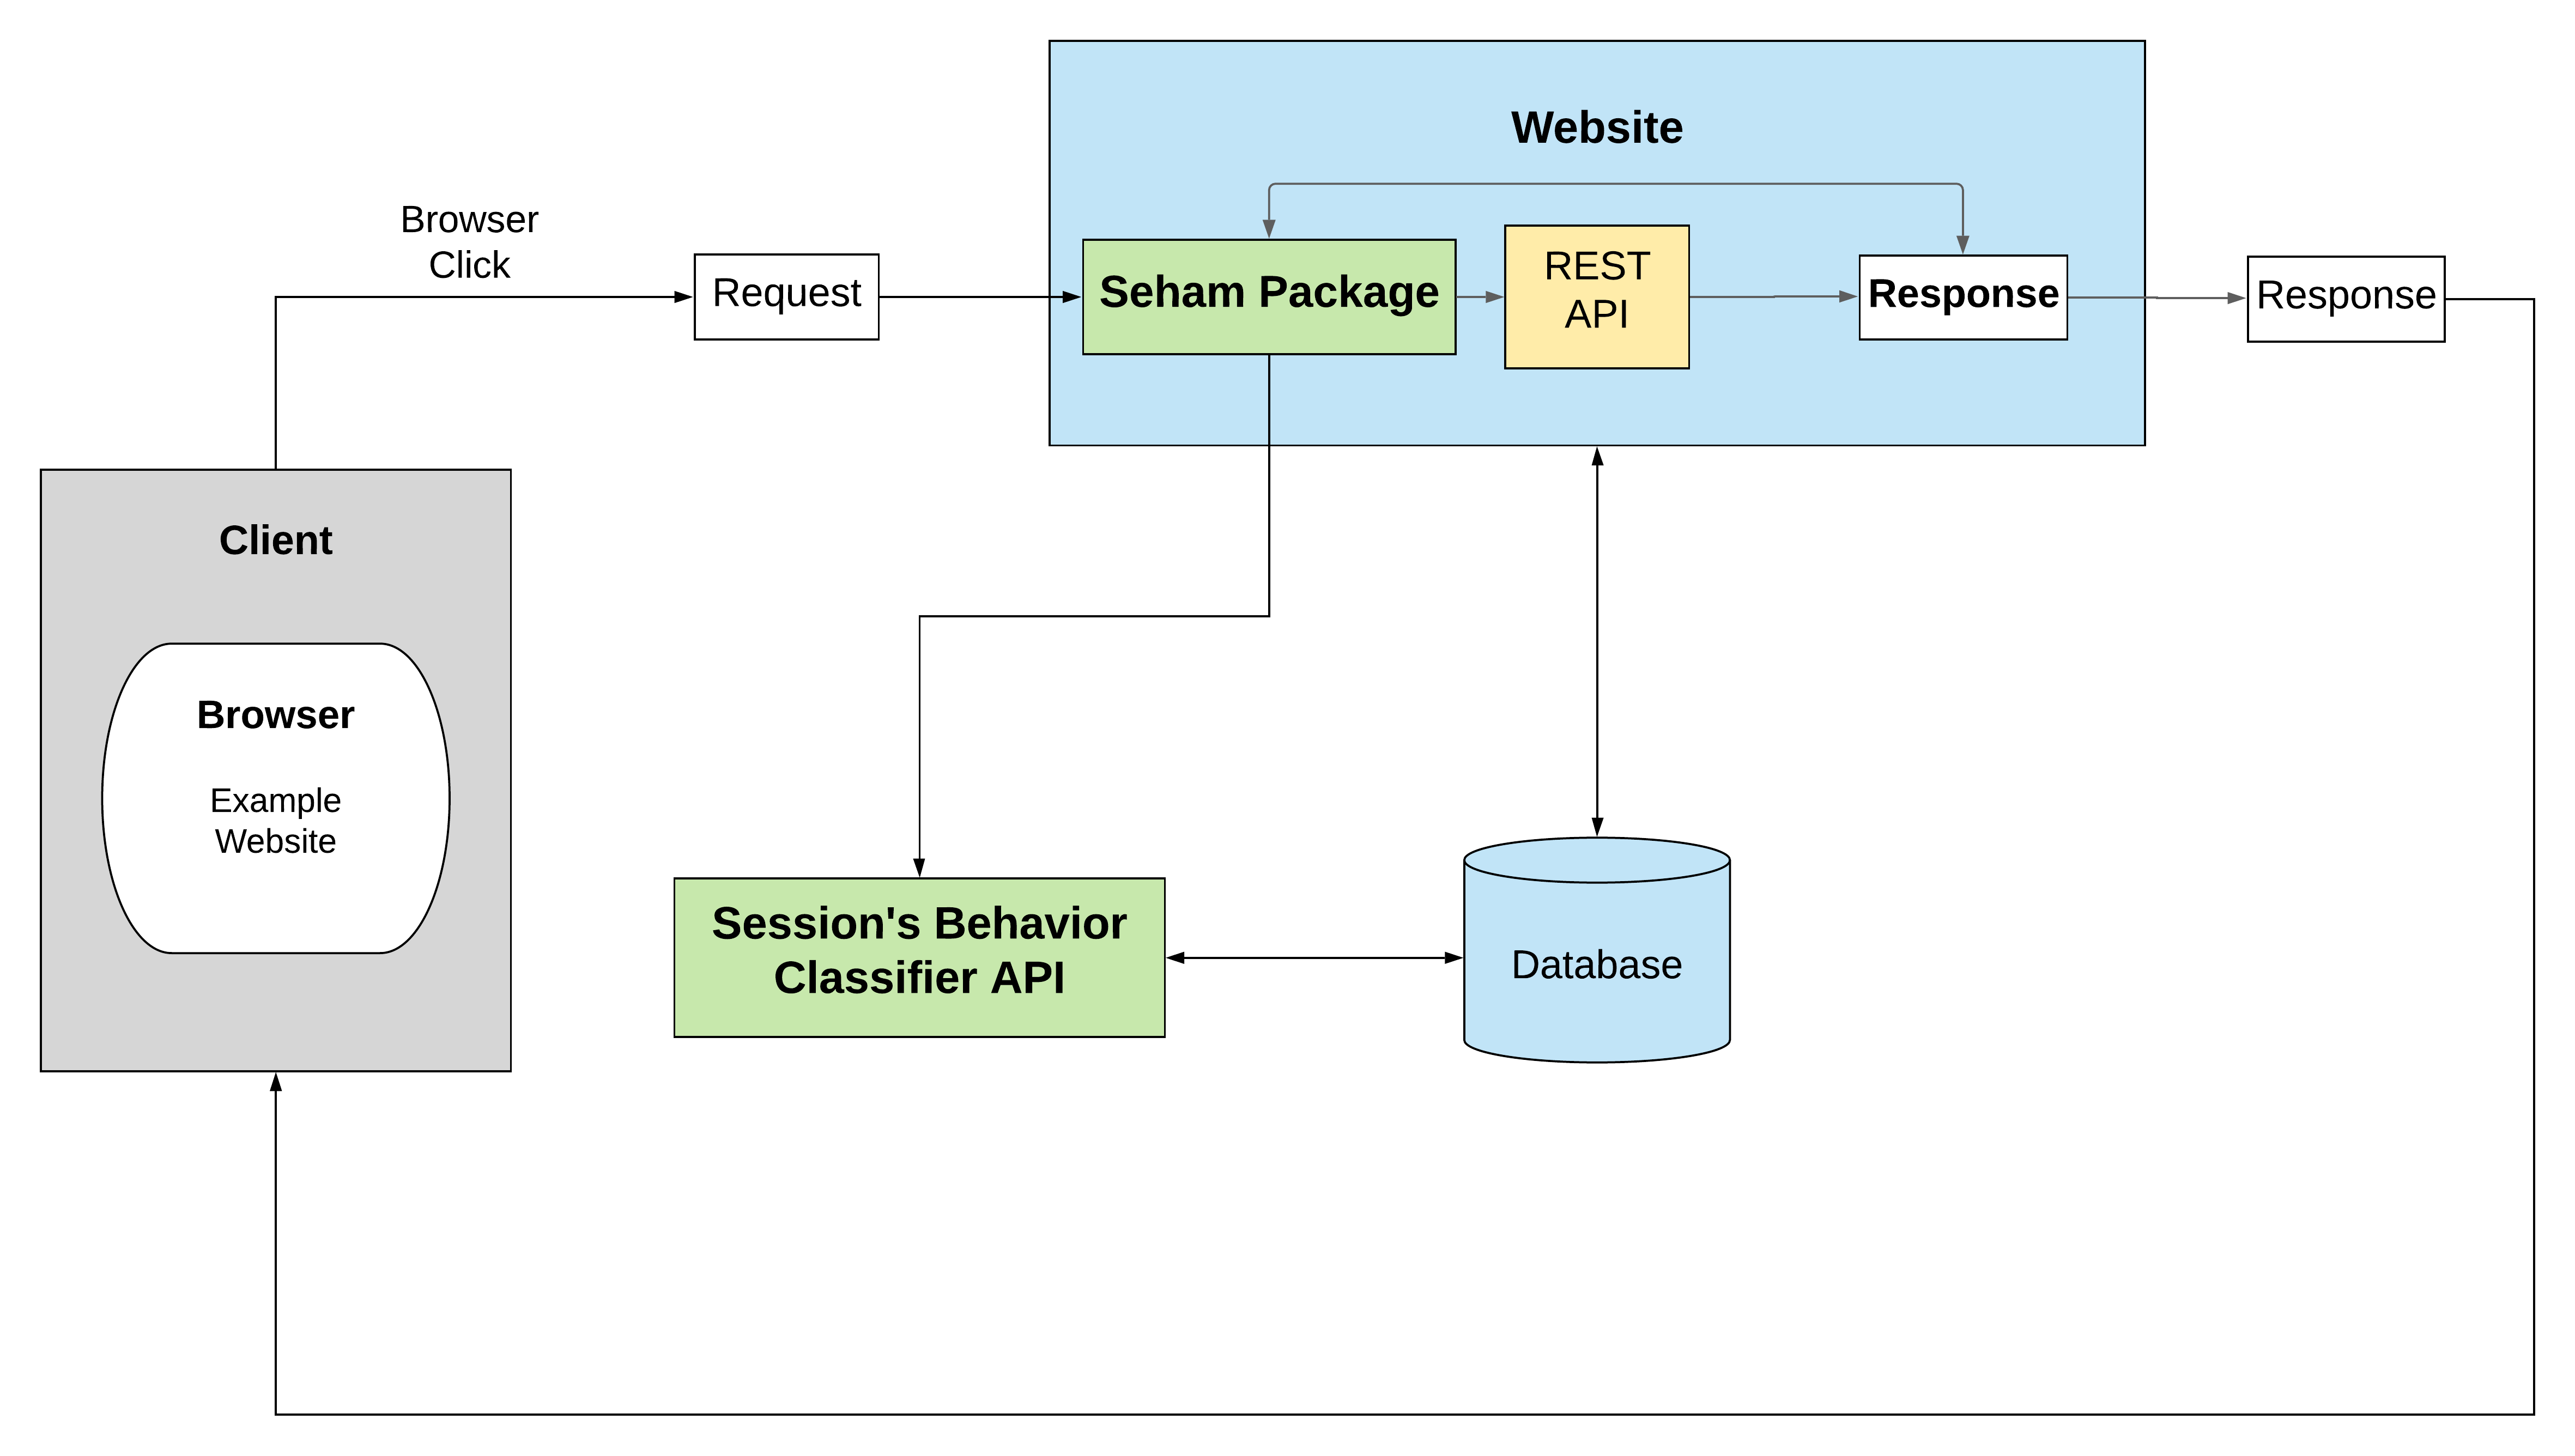 Website
Browser
Click
Request
Seham Package
REST
API
Response
Response
Client
Browser
Example
Website
Session's Behavior
Classifier API
Database